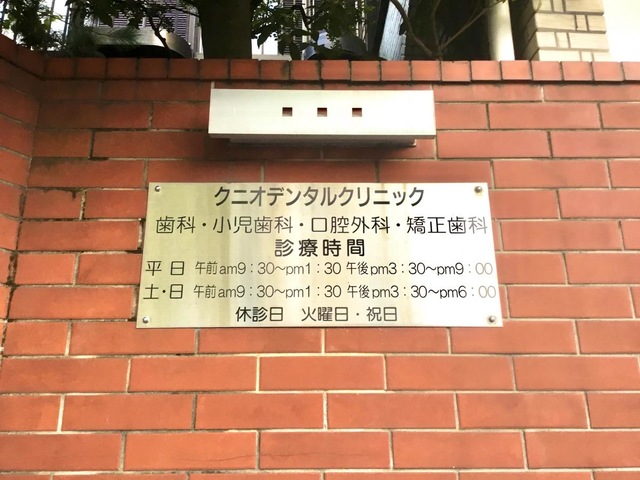 クニオデンタルクリニック
歯科・小児歯科・口腔外科・矯正歯科
診療時間
平 日 午前am9：30〜pm1：30 午後pm3：30〜pm9：00
土・日 午前am9：30〜pm1：30 午後pm3：30〜pm6：00
休診日 火曜日・祝日